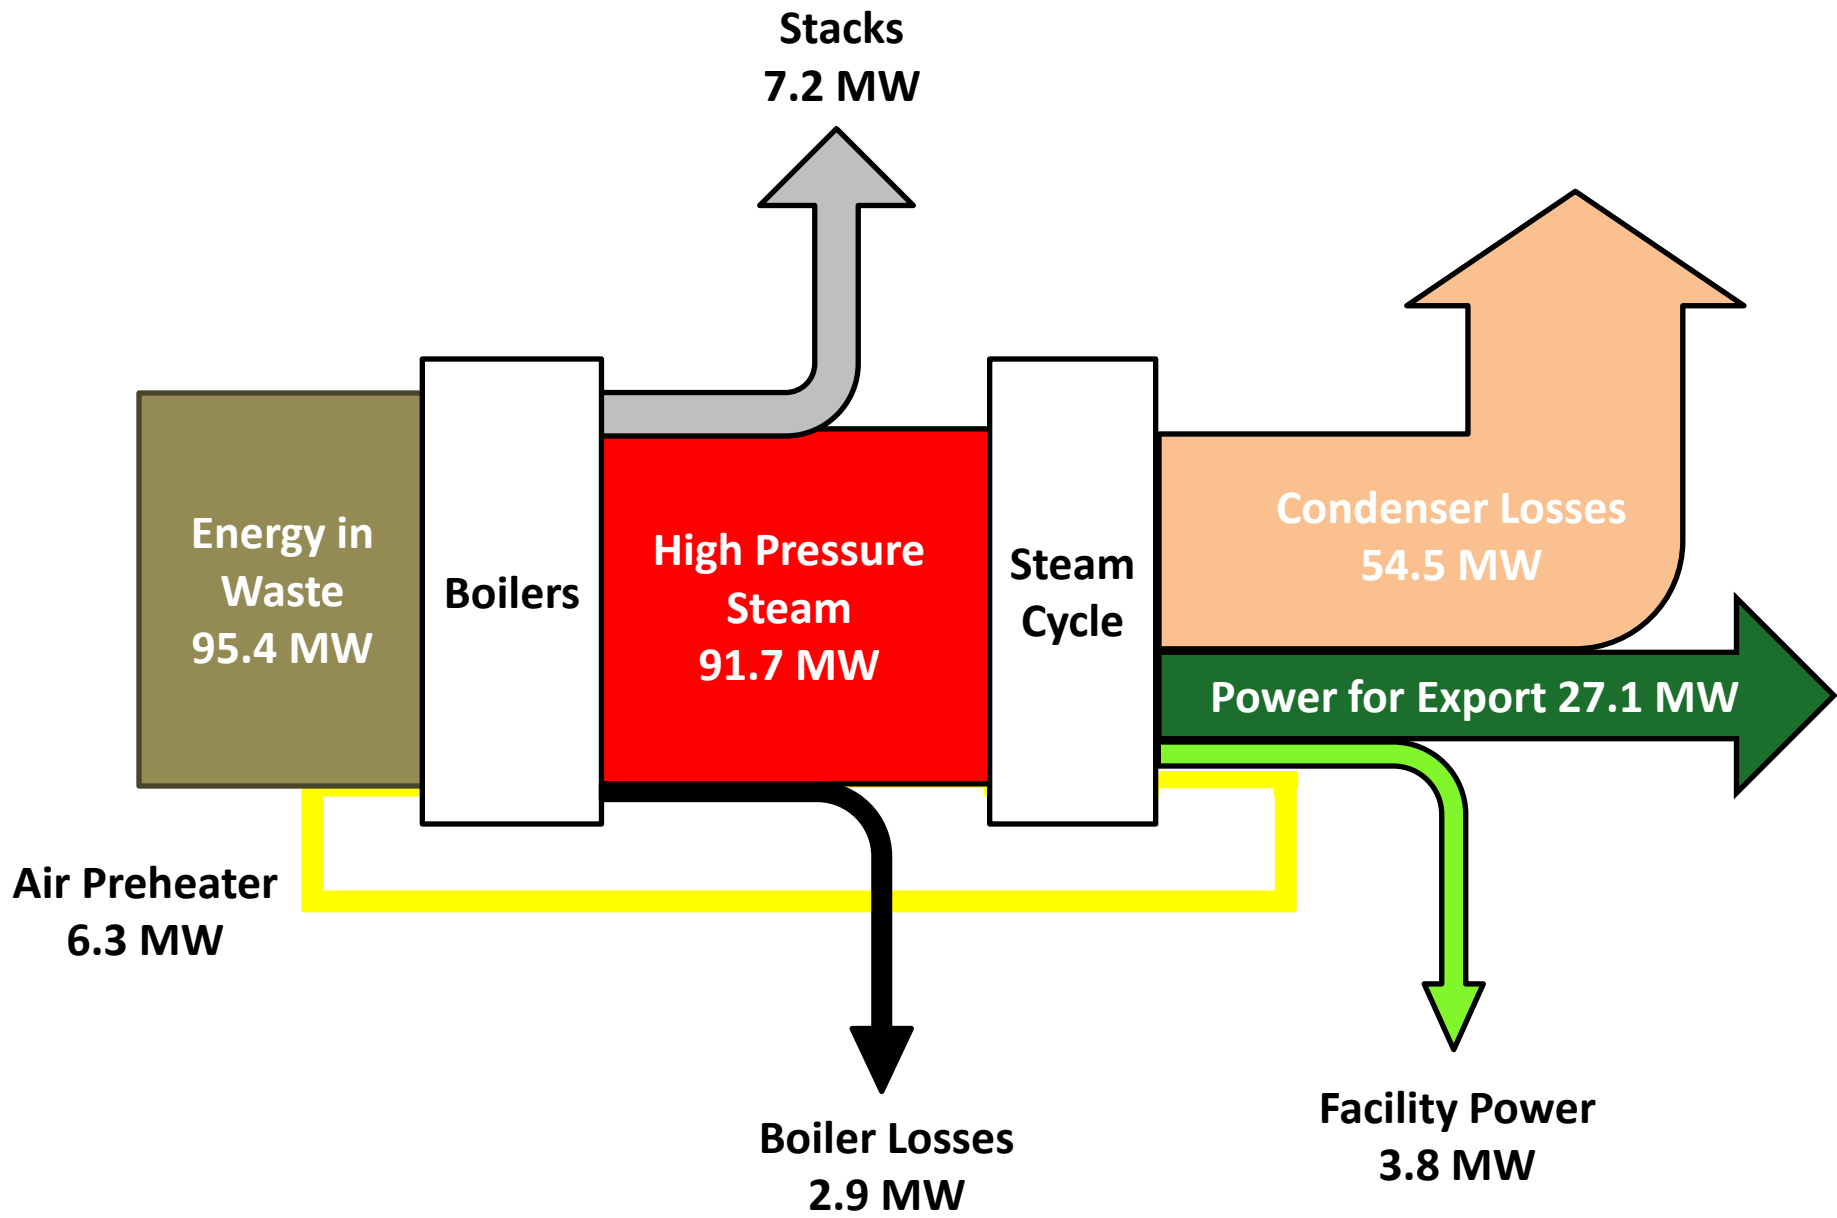 Stacks
7.2 MW
Energy in
Waste
95.4 MW
Boilers
High Pressure
Steam
91.7 MW
Steam
Cycle
Condenser Losses
54.5 MW
Power for Export 27.1 MW
Air Preheater
6.3 MW
Boiler Losses
2.9 MW
Facility Power
3.8 MW